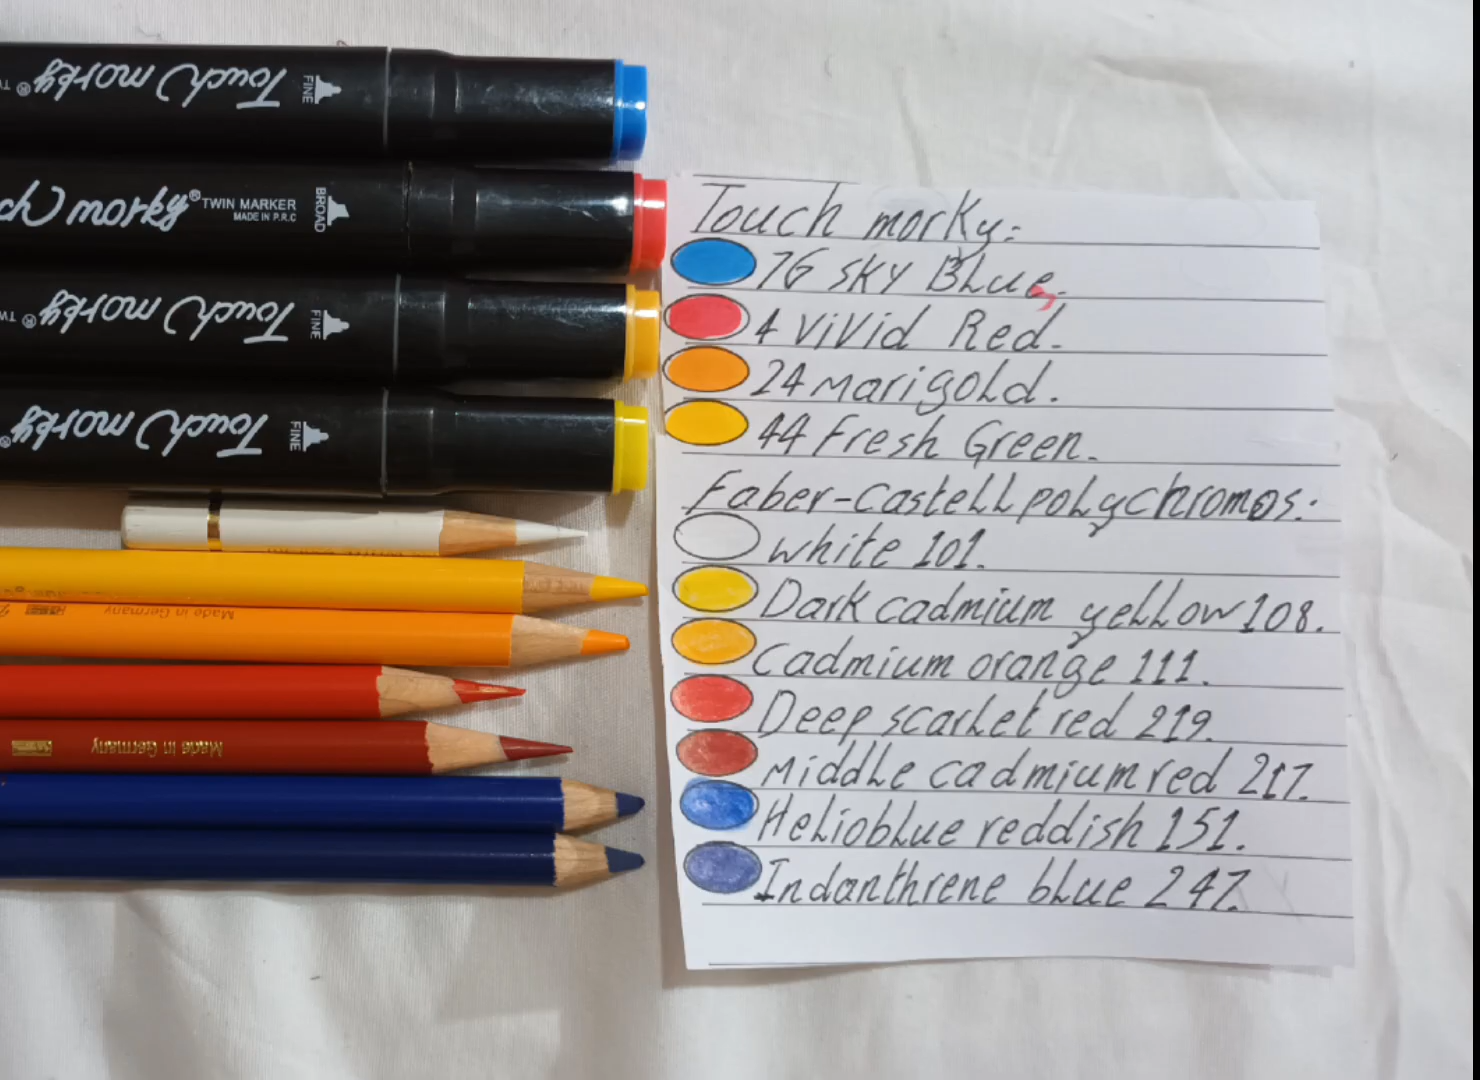 Touch morky® TW
FINE
ch morky® TWIN MARKER
MADE IN P.R.C
BROAD
Touch morky® TW
FINE
Touch morky®
FINE
Made in Germany
Made in Germany
Touch morky:
76 sky BLue.
4 ViVid Red.
24 Marigold.
44 Fresh Green.
Faber-Castell polychromos:
white 101.
Dark cadmium yellow 108.
Cadmium orange 111.
Deep scarlet red 219.
Middle cadmium red 217.
Helioblue reddish 151.
Indanthrene blue 247.